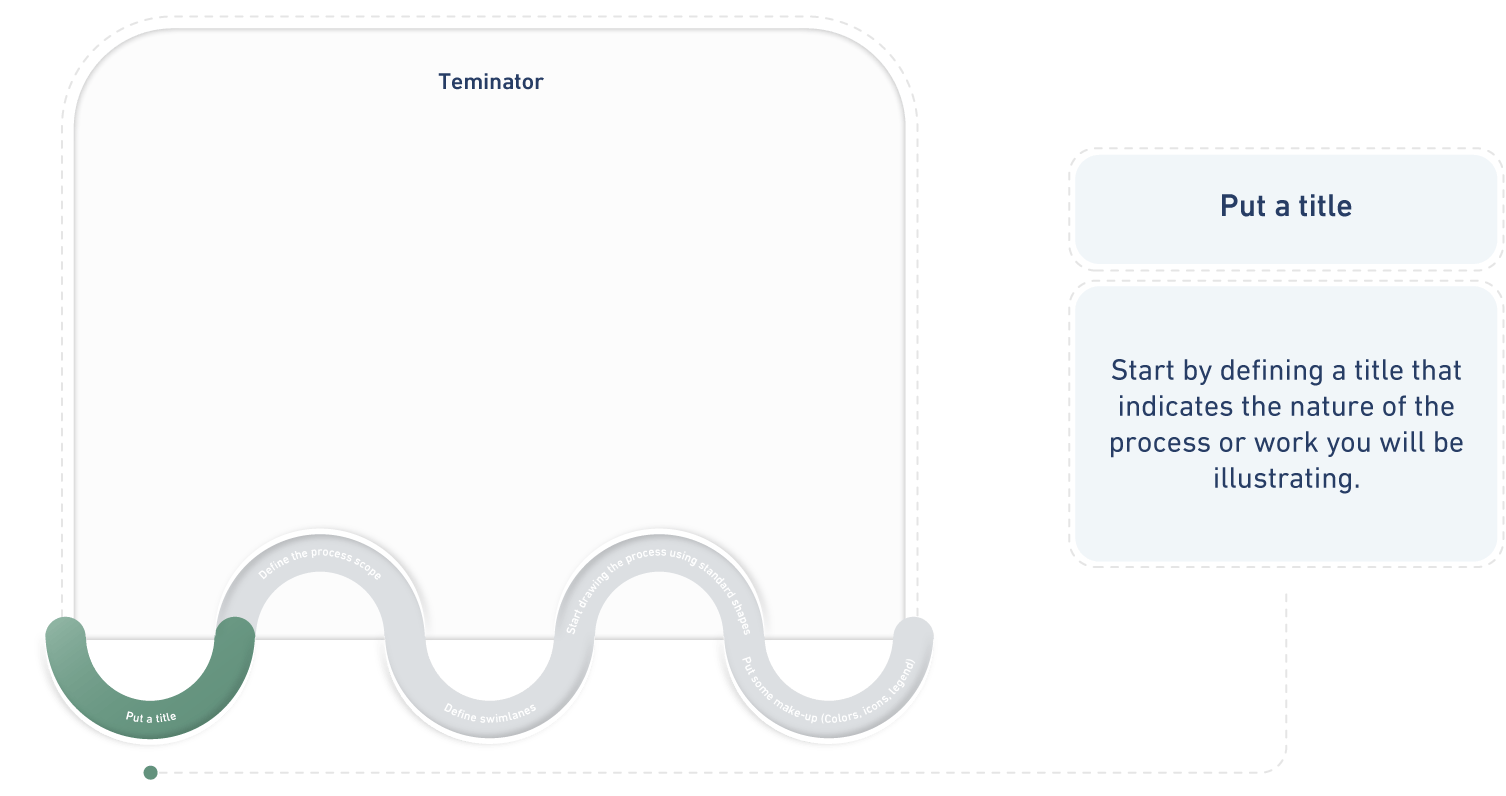 Teminator
Put a title
Start by defining a title that
indicates the nature of the
process or work you will be
illustrating.
Put a title
Define the process scope
Define swimlanes
Start drawing the process using standard shapes
Put some make-up (Colors, icons, legend)